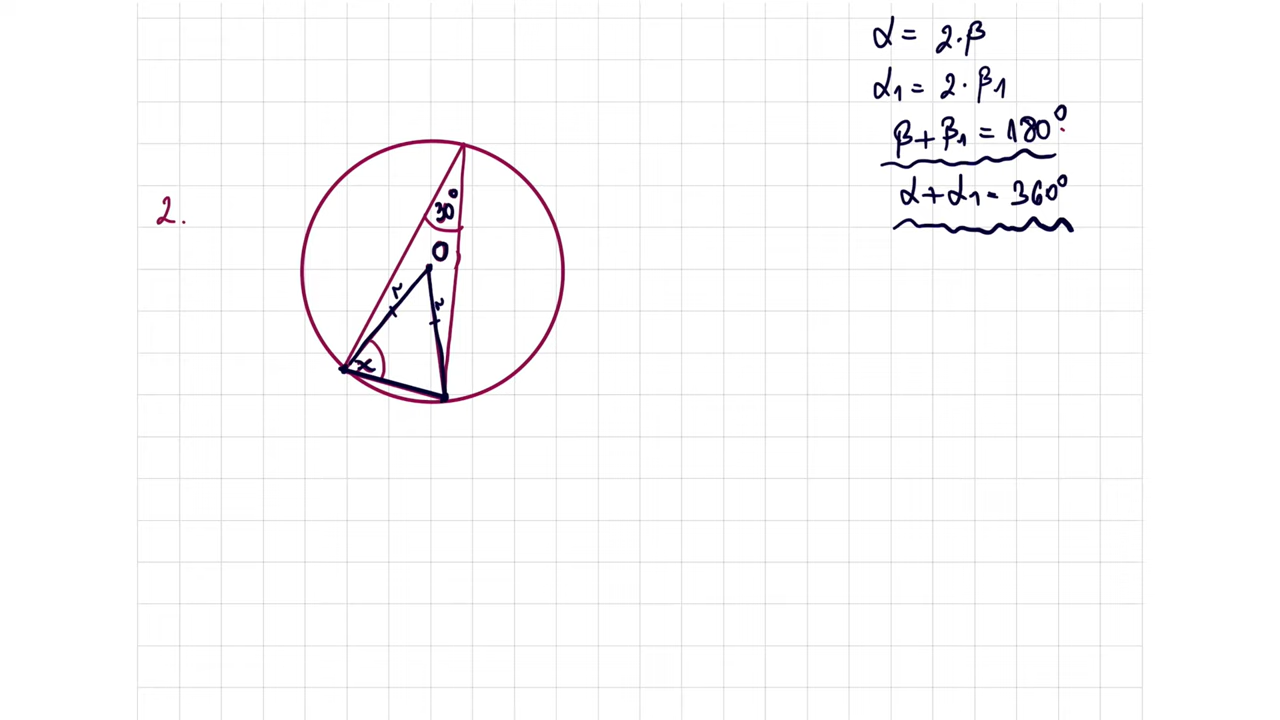 α = 2·β
α1 = 2·β1
β+β1 = 180°
α+α1 = 360°
2.
30°
O
r
r
x